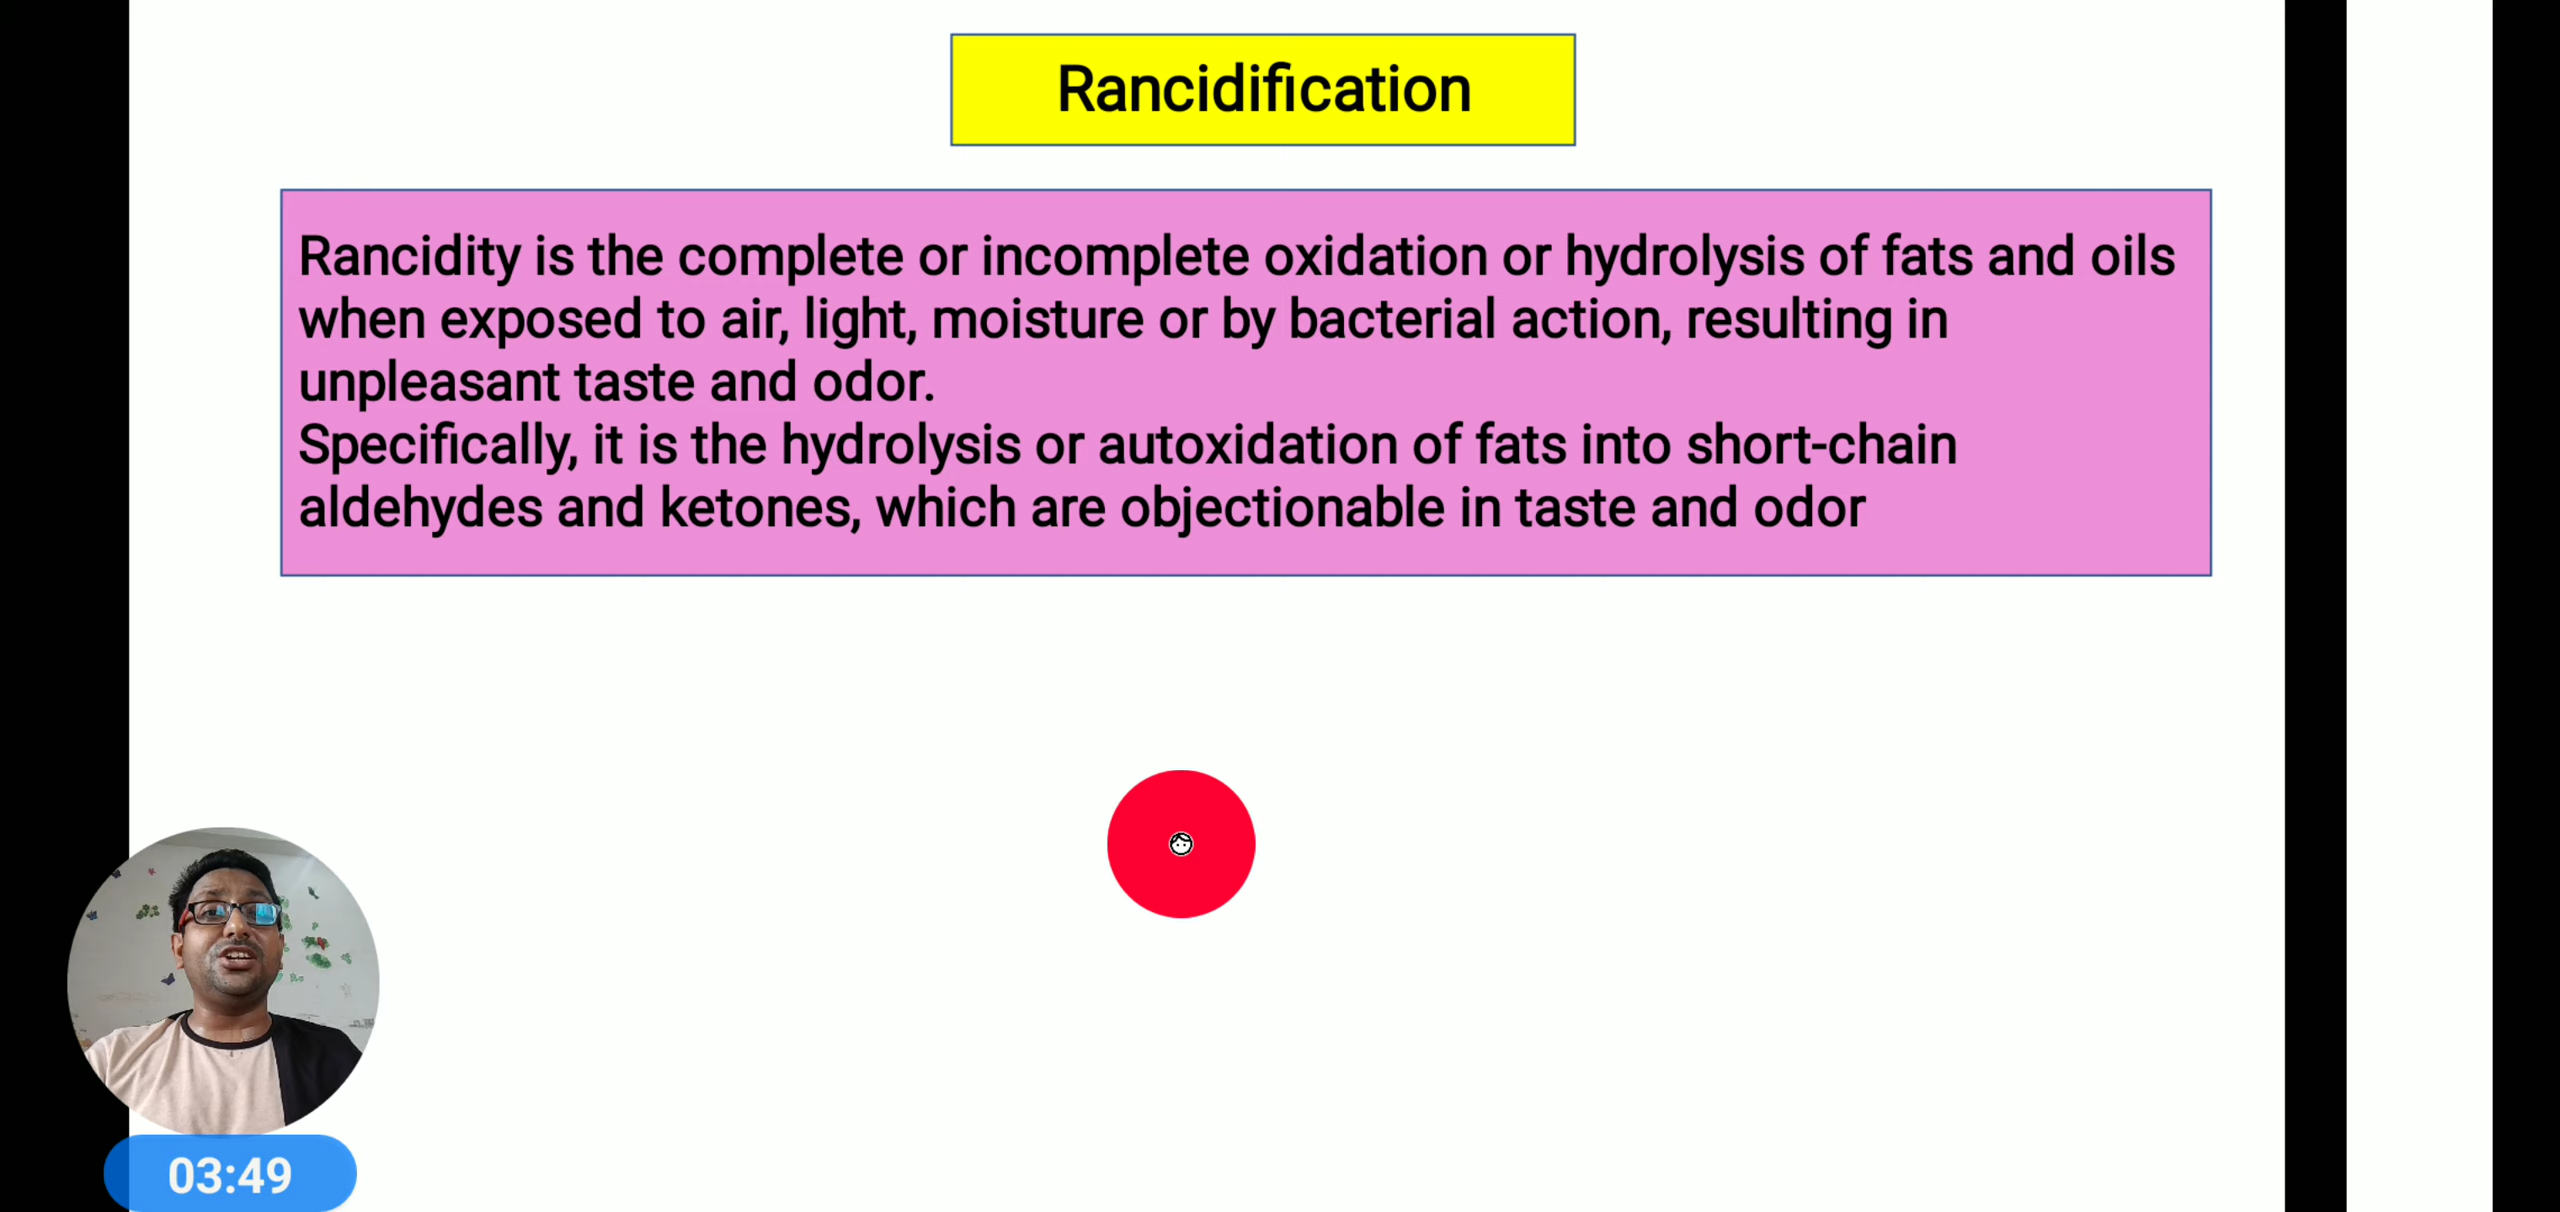 Rancidification
Rancidity is the complete or incomplete oxidation or hydrolysis of fats and oils
when exposed to air, light, moisture or by bacterial action, resulting in
unpleasant taste and odor.
Specifically, it is the hydrolysis or autoxidation of fats into short-chain
aldehydes and ketones, which are objectionable in taste and odor
03:49